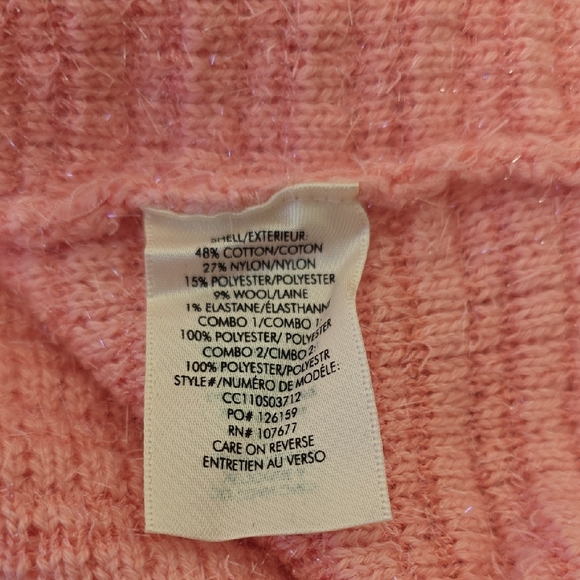 SHELL/EXTERIEUR:
48% COTTON/COTON
27% NYLON/NYLON
15% POLYESTER/POLYESTER
9% WOOL/LAINE
1% ELASTANE/ÉLASTHANN
COMBO 1/COMBO 1:
100% POLYESTER/ POLYESTR
COMBO 2/CIMBO 2:
100% POLYESTER/POLYESTR
STYLE#/NUMÉRO DE MODÈLE:
CC110S03712
PO# 126159
RN# 107677
CARE ON REVERSE
ENTRETIEN AU VERSO